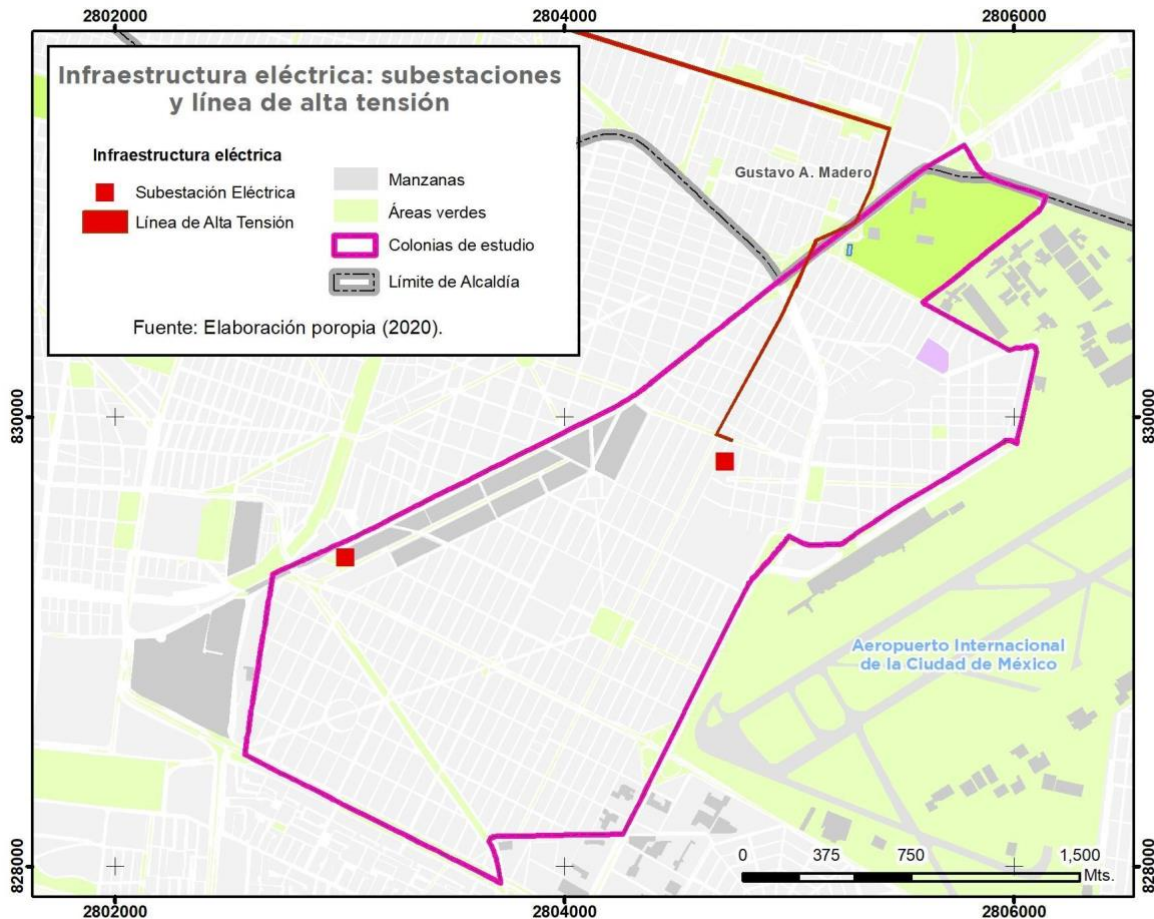 2802000
2804000
2806000
Infraestructura eléctrica: subestaciones
y línea de alta tensión
Infraestructura eléctrica
Subestación Eléctrica
Línea de Alta Tensión
Manzanas
Áreas verdes
Colonias de estudio
Límite de Alcaldía
Fuente: Elaboración poropia (2020).
Gustavo A. Madero
830000
830000
Aeropuerto Internacional
de la Ciudad de México
0 375 750 1,500
Mts.
828000
828000
2802000
2804000
2806000